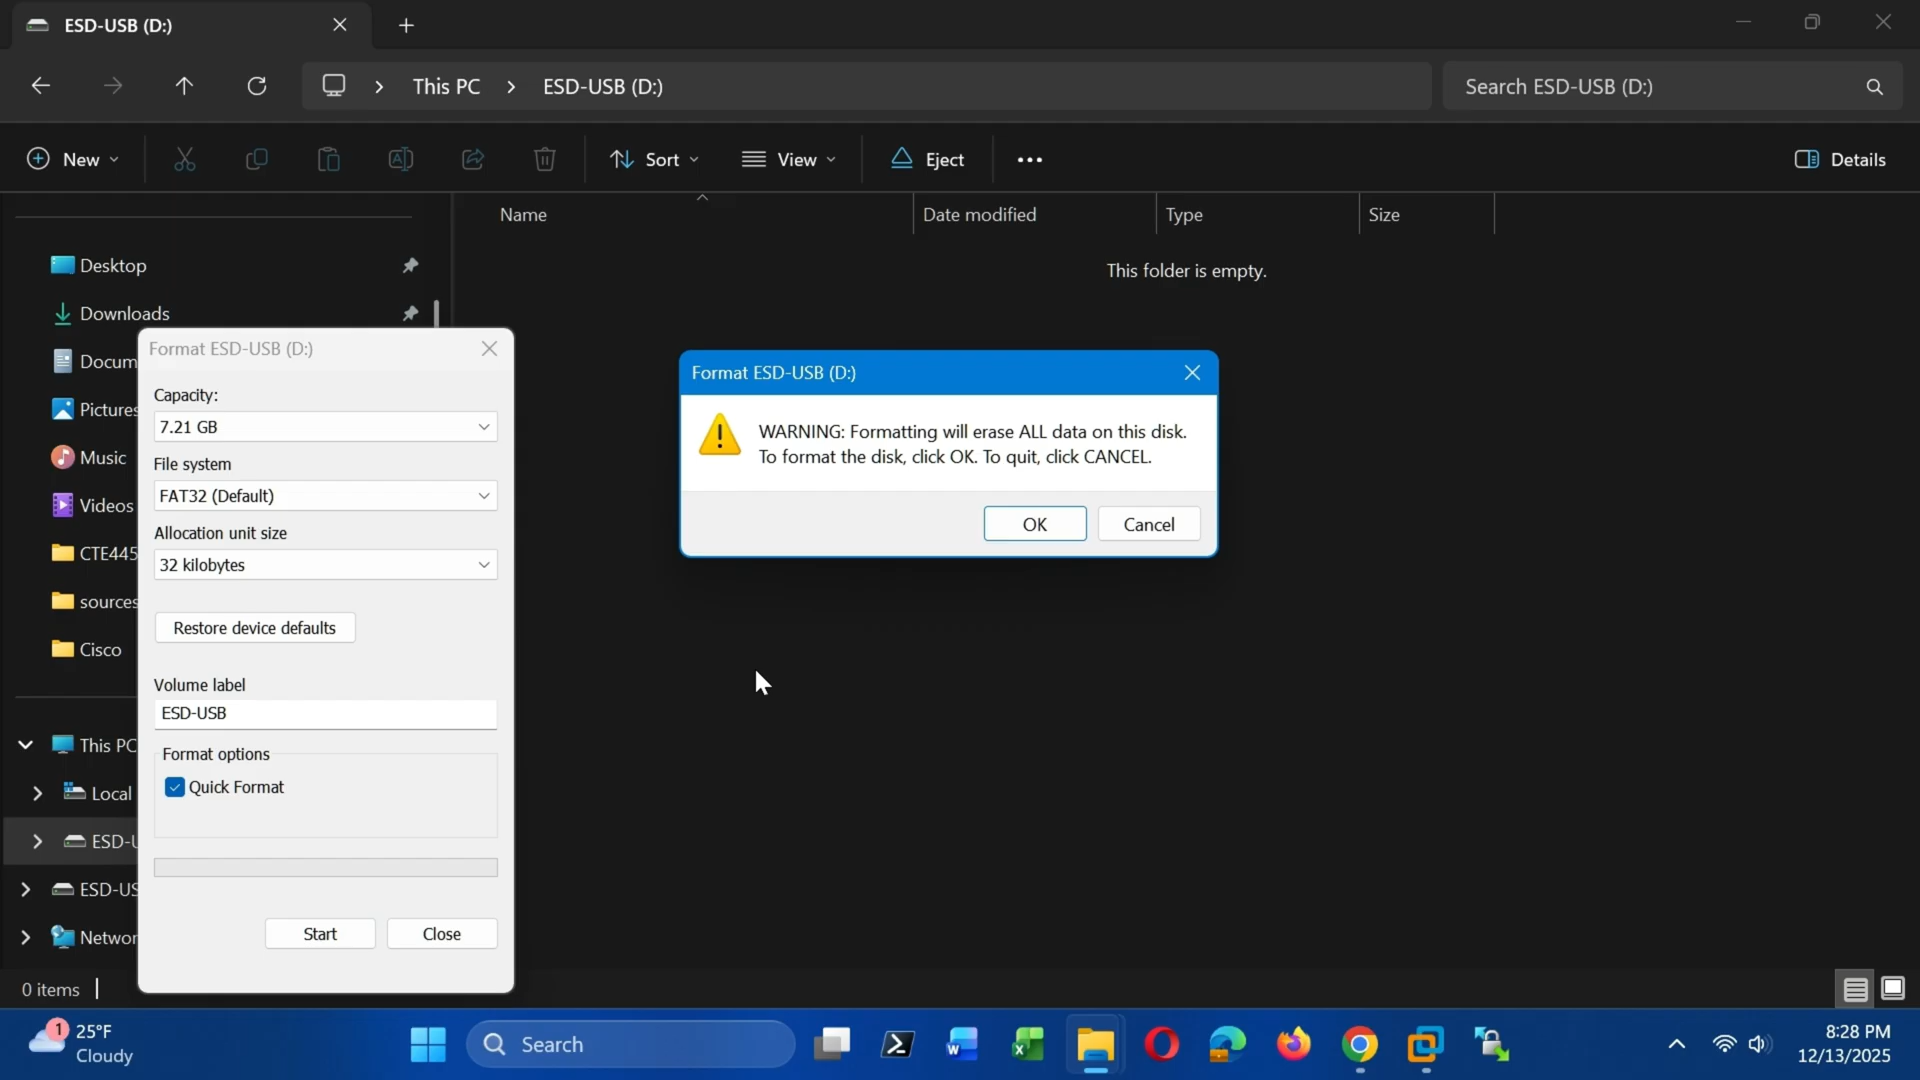 ESD-USB (D:)
This PC
ESD-USB (D:)
Search ESD-USB (D:)
New
Sort
View
Eject
Details
Name
Date modified
Type
Size
This folder is empty.
Desktop
Downloads
Docum
Pictures
Music
Videos
CTE445
sources
Cisco
This PC
Local
ESD-U
ESD-US
Networ
0 items
Format ESD-USB (D:)
Capacity:
7.21 GB
File system
FAT32 (Default)
Allocation unit size
32 kilobytes
Restore device defaults
Volume label
ESD-USB
Format options
Quick Format
Start
Close
Format ESD-USB (D:)
WARNING: Formatting will erase ALL data on this disk.
To format the disk, click OK. To quit, click CANCEL.
OK
Cancel
1
25°F
Cloudy
Search
8:28 PM
12/13/2025